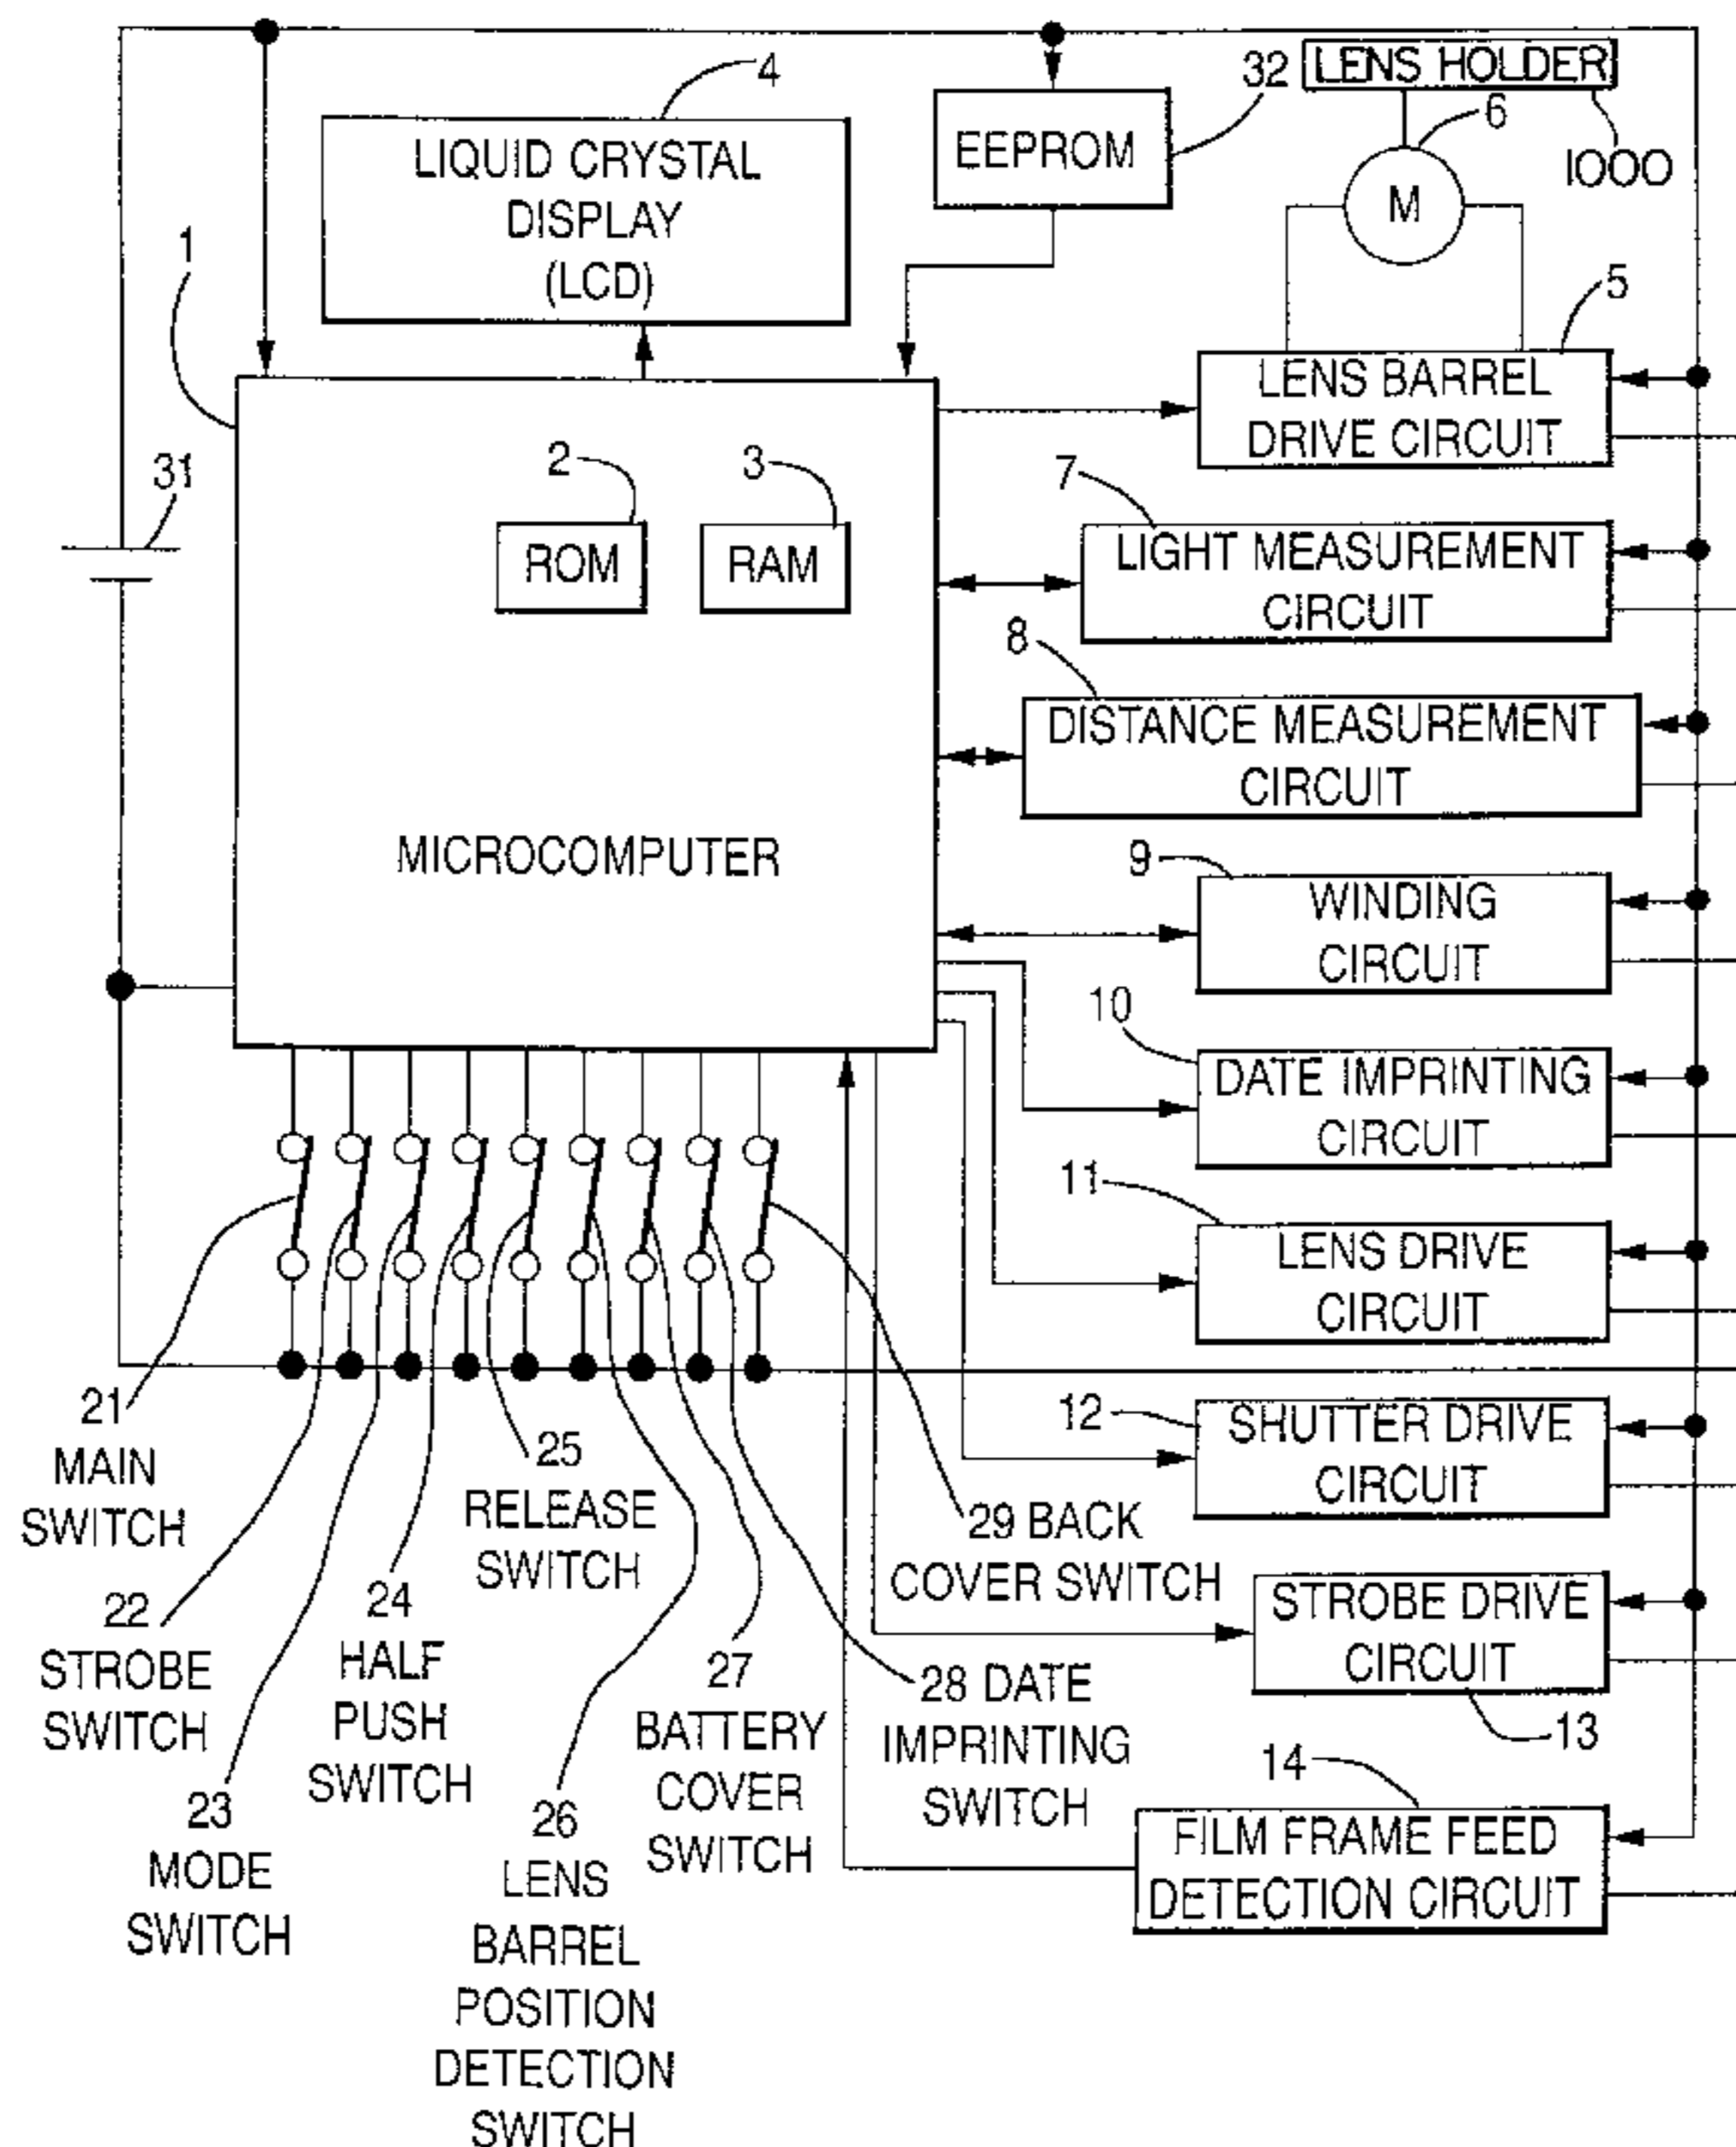 LENS HOLDER
4
32
6
1000
LIQUID CRYSTAL
DISPLAY
(LCD)
EEPROM
M
1
5
LENS BARREL
DRIVE CIRCUIT
31
2
3
7
ROM
RAM
LIGHT MEASUREMENT
CIRCUIT
8
DISTANCE MEASUREMENT
CIRCUIT
MICROCOMPUTER
9
WINDING
CIRCUIT
10
DATE IMPRINTING
CIRCUIT
11
LENS DRIVE
CIRCUIT
12
SHUTTER DRIVE
CIRCUIT
STROBE DRIVE
CIRCUIT
13
14
FILM FRAME FEED
DETECTION CIRCUIT
21
MAIN
SWITCH
22
STROBE
SWITCH
23
MODE
SWITCH
24
HALF
PUSH
SWITCH
25
RELEASE
SWITCH
26
LENS
BARREL
POSITION
DETECTION
SWITCH
27
BATTERY
COVER
SWITCH
28 DATE
IMPRINTING
SWITCH
29 BACK
COVER SWITCH